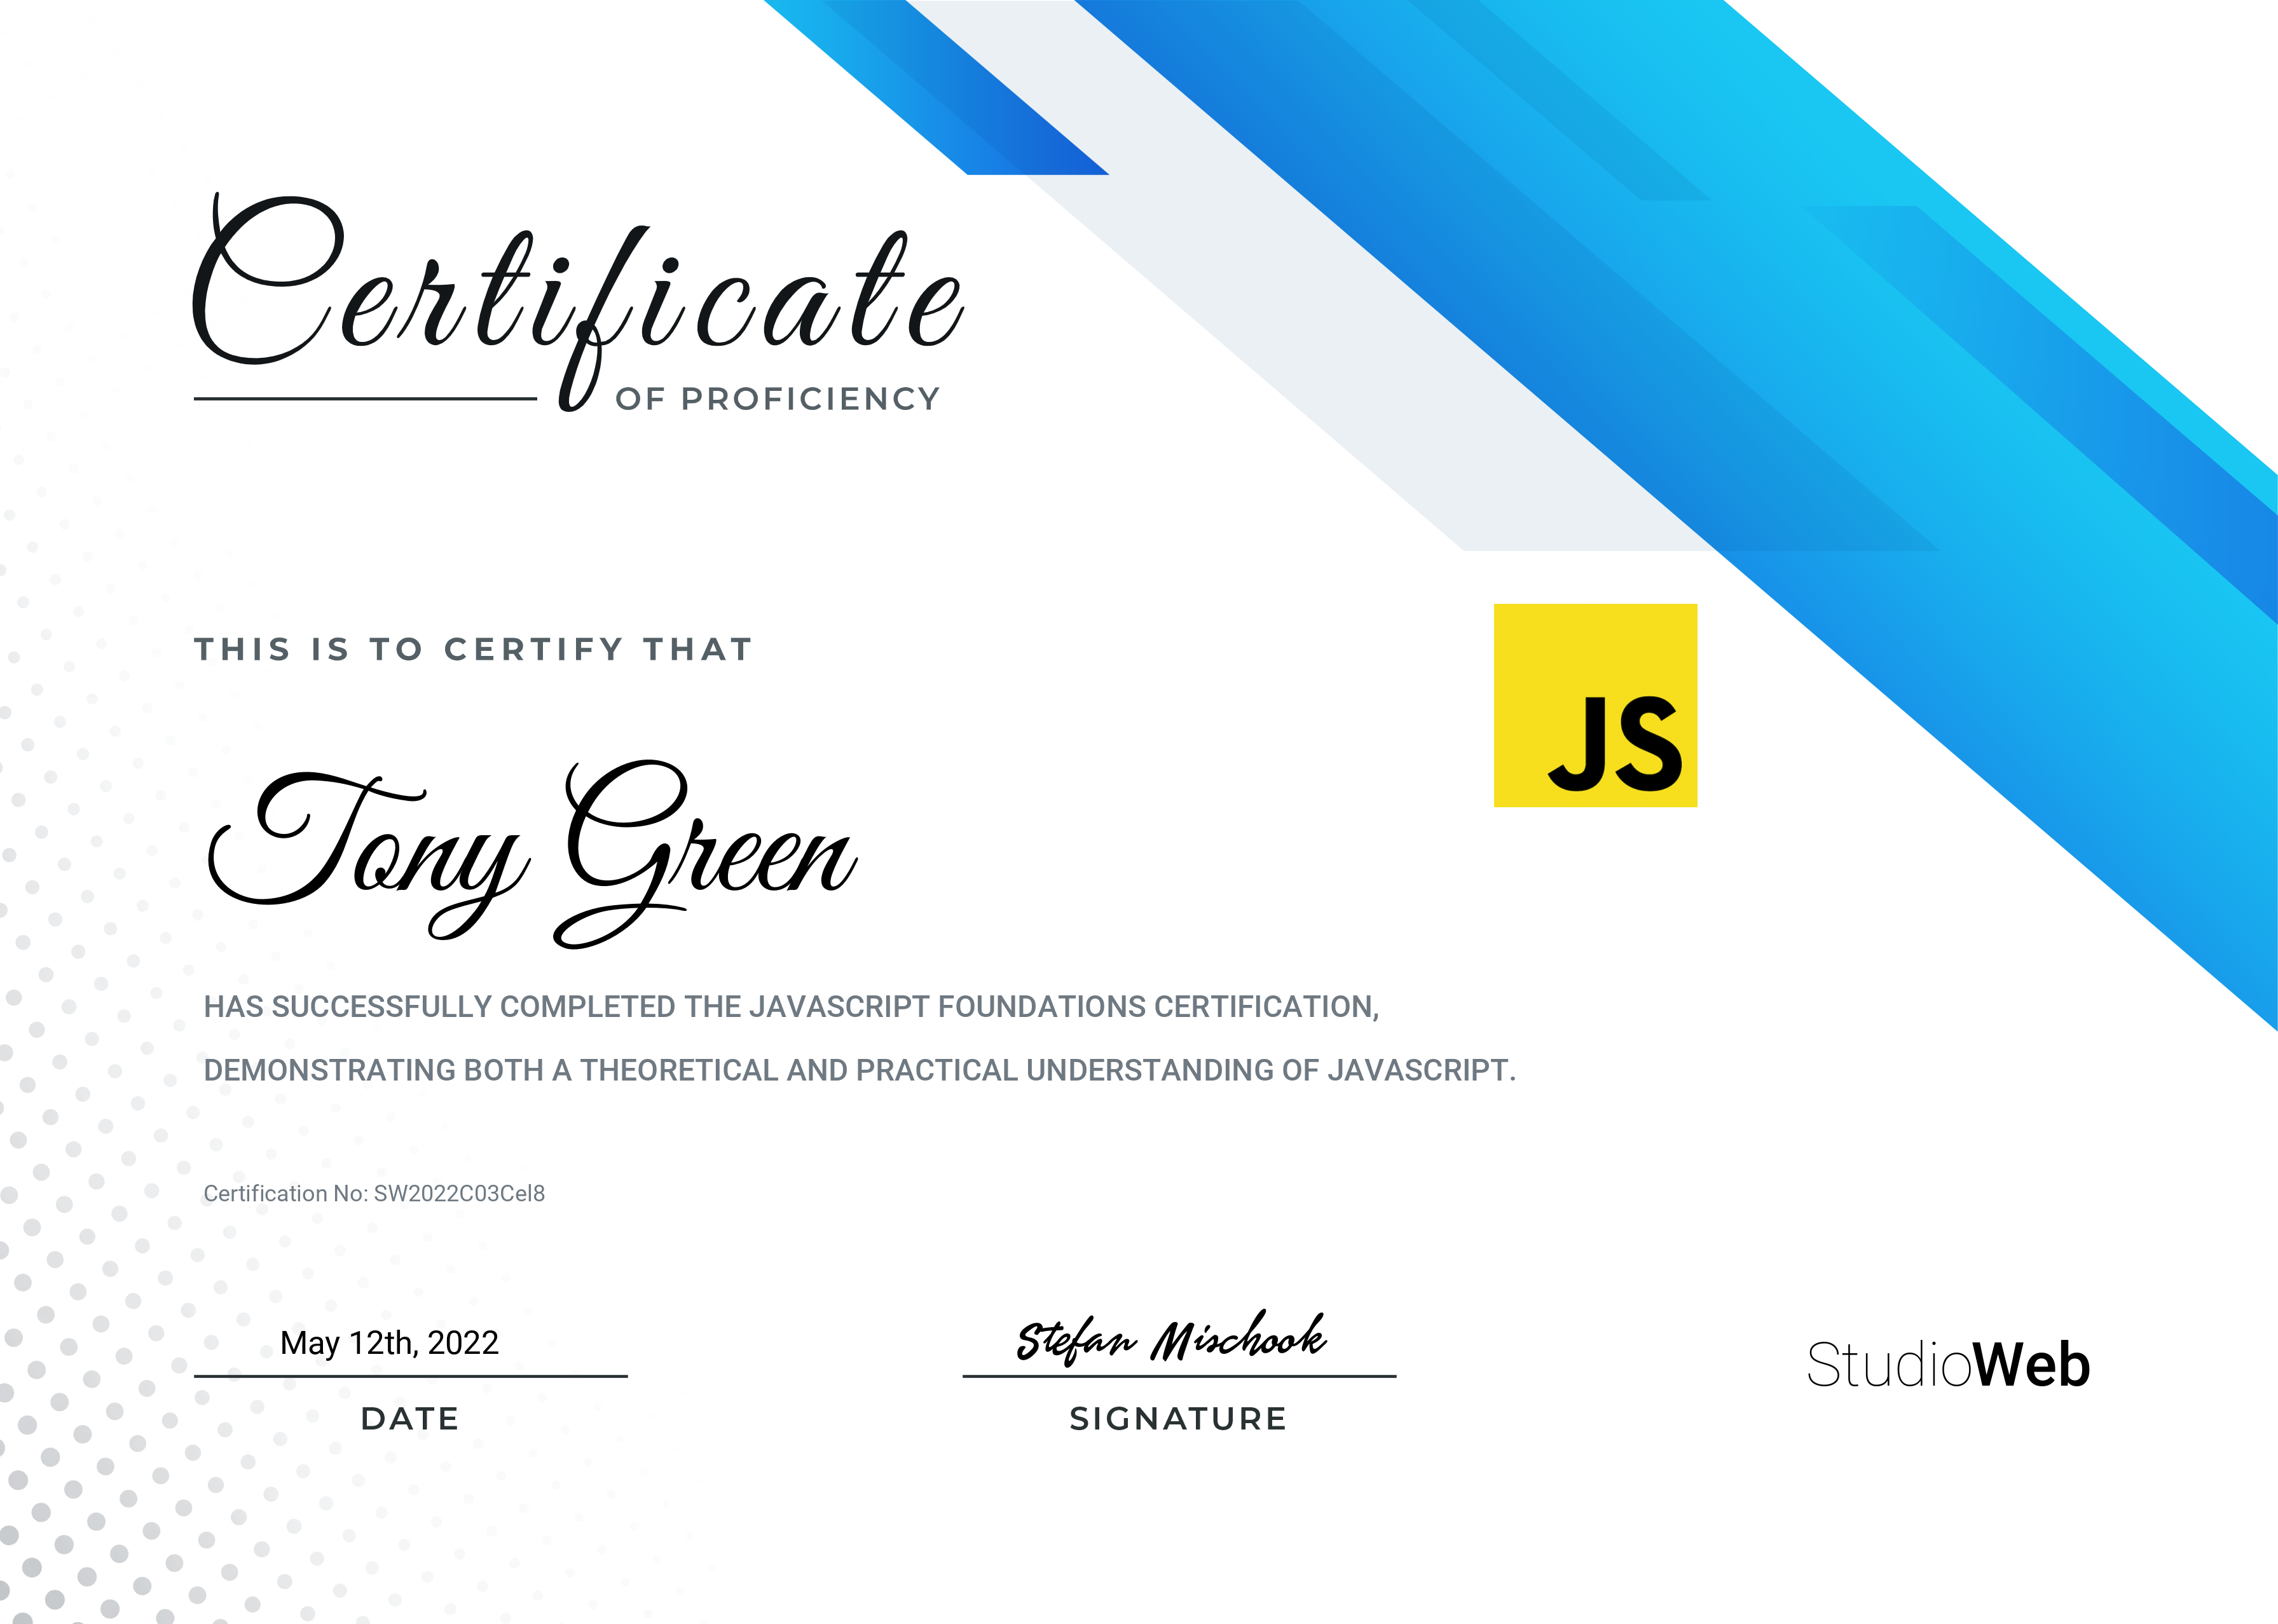 Certificate
OF PROFICIENCY
THIS IS TO CERTIFY THAT
JS
Tony Green
HAS SUCCESSFULLY COMPLETED THE JAVASCRIPT FOUNDATIONS CERTIFICATION,
DEMONSTRATING BOTH A THEORETICAL AND PRACTICAL UNDERSTANDING OF JAVASCRIPT.
Certification No: SW2022C03Cel8
May 12th, 2022
DATE
Stefan Mischook
SIGNATURE
StudioWeb